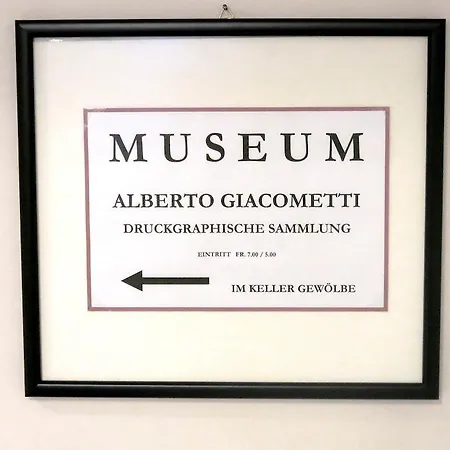 MUSEUM
ALBERTO GIACOMETTI
DRUCKGRAPHISCHE SAMMLUNG
EINTRITT FR. 7.00 / 5.00
IM KELLER GEWÖLBE